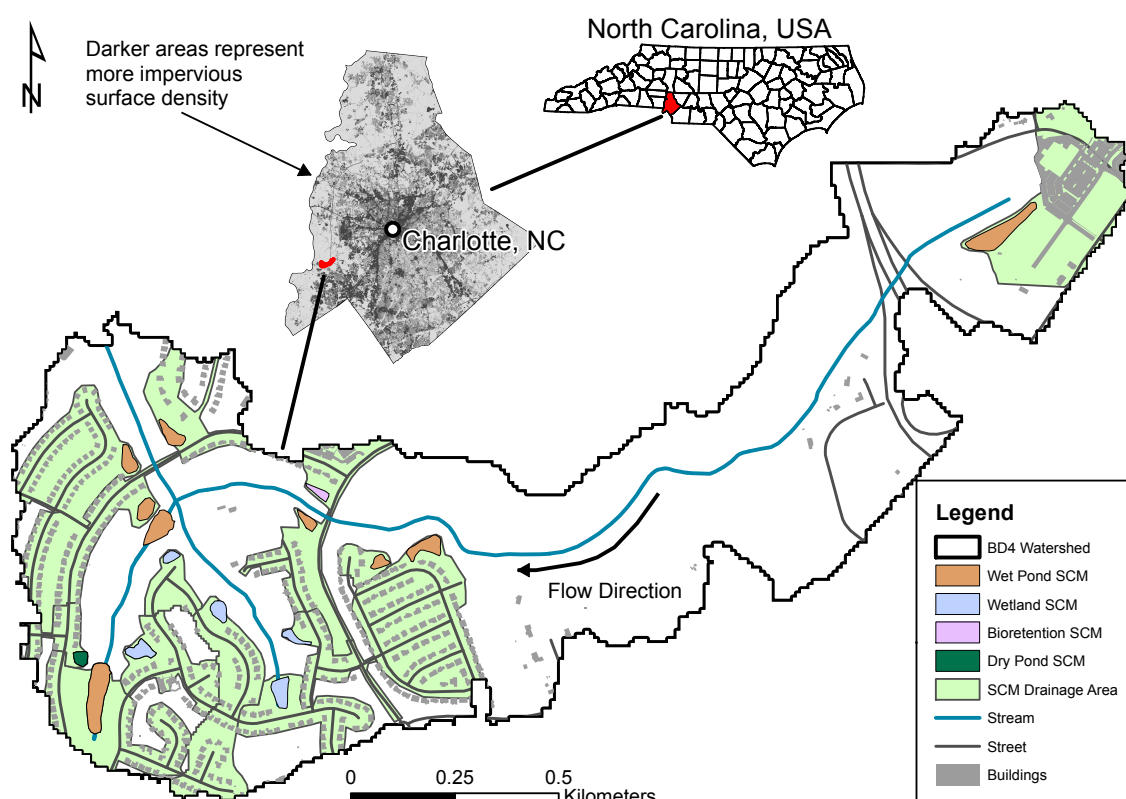 North Carolina, USA
Darker areas represent
more impervious
surface density
N
Charlotte, NC
Flow Direction
Legend
BD4 Watershed
Wet Pond SCM
Wetland SCM
Bioretention SCM
Dry Pond SCM
SCM Drainage Area
Stream
Street
Buildings
0 0.25 0.5
Kilometers